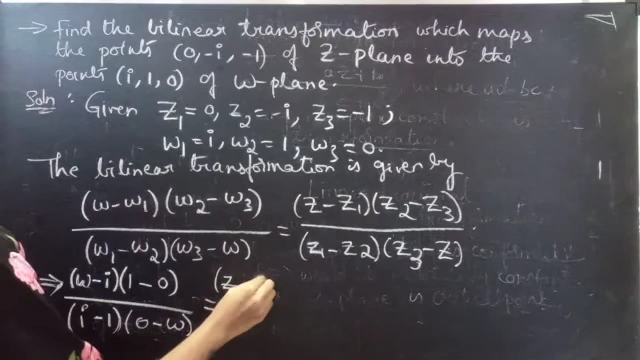 → Find the bilinear transformation which maps
the points (0, -i, -1) of Z-plane into the
points (i, 1, 0) of w-plane.
Soln : Given Z₁ = 0, Z₂ = -i, Z₃ = -1 ;
w₁ = i, w₂ = 1, w₃ = 0.
The bilinear transformation is given by
(w-w₁)(w₂-w₃) / (w₁-w₂)(w₃-w) = (Z-Z₁)(Z₂-Z₃) / (Z₁-Z₂)(Z₃-Z) .
⇒ (w-i)(1-0) / (i-1)(0-w) = (Z